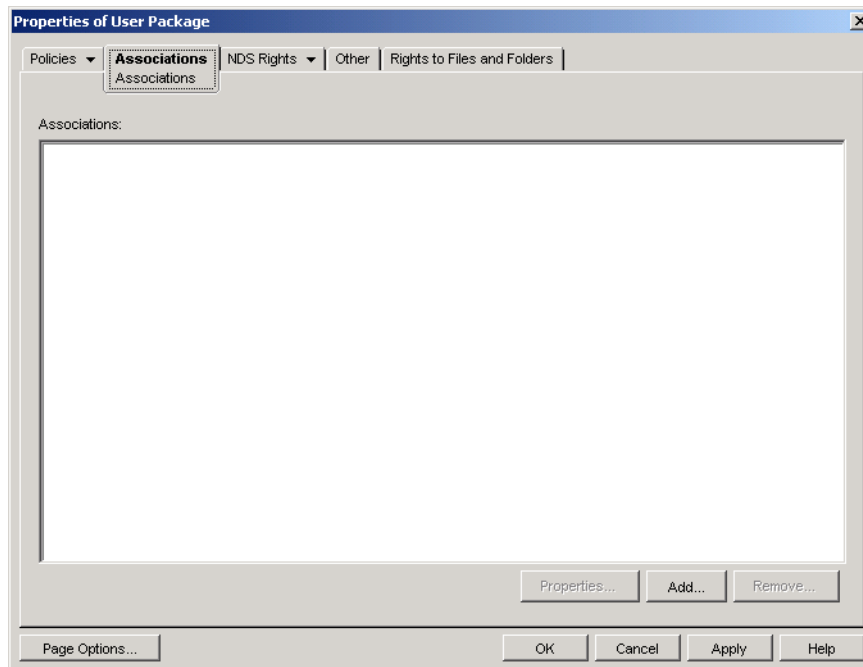 Properties of User Package
Policies Associations NDS Rights Other Rights to Files and Folders
Associations
Associations:
Properties... Add... Remove...
Page Options... OK Cancel Apply Help